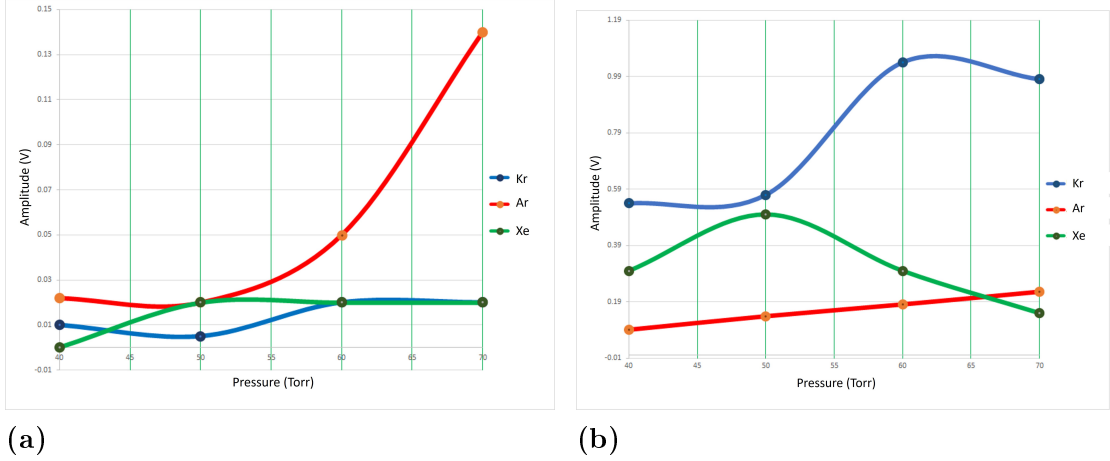 0.15
0.13
0.11
0.09
0.07
0.05
0.03
0.01
-0.01
40 45 50 55 60 65 70
Amplitude (V)
Pressure (Torr)
Kr
Ar
Xe
(a)
1.19
0.99
0.79
0.59
0.39
0.19
-0.01
40 45 50 55 60 65 70
Amplitude (V)
Pressure (Torr)
Kr
Ar
Xe
(b)